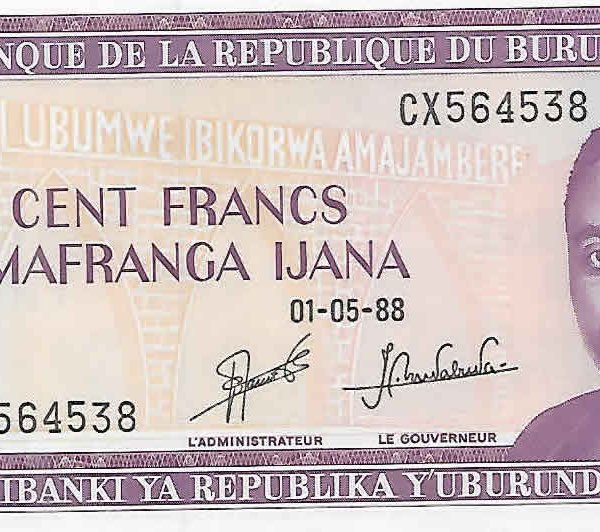 NQUE DE LA REPUBLIQUE DU BURU
CX564538
LUBUMWE IBIKORWA AMAJAMBERE
CENT FRANCS
MAFRANGA IJANA
01-05-88
564538
L'ADMINISTRATEUR LE GOUVERNEUR
IBANKI YA REPUBLIKA Y'UBURUND